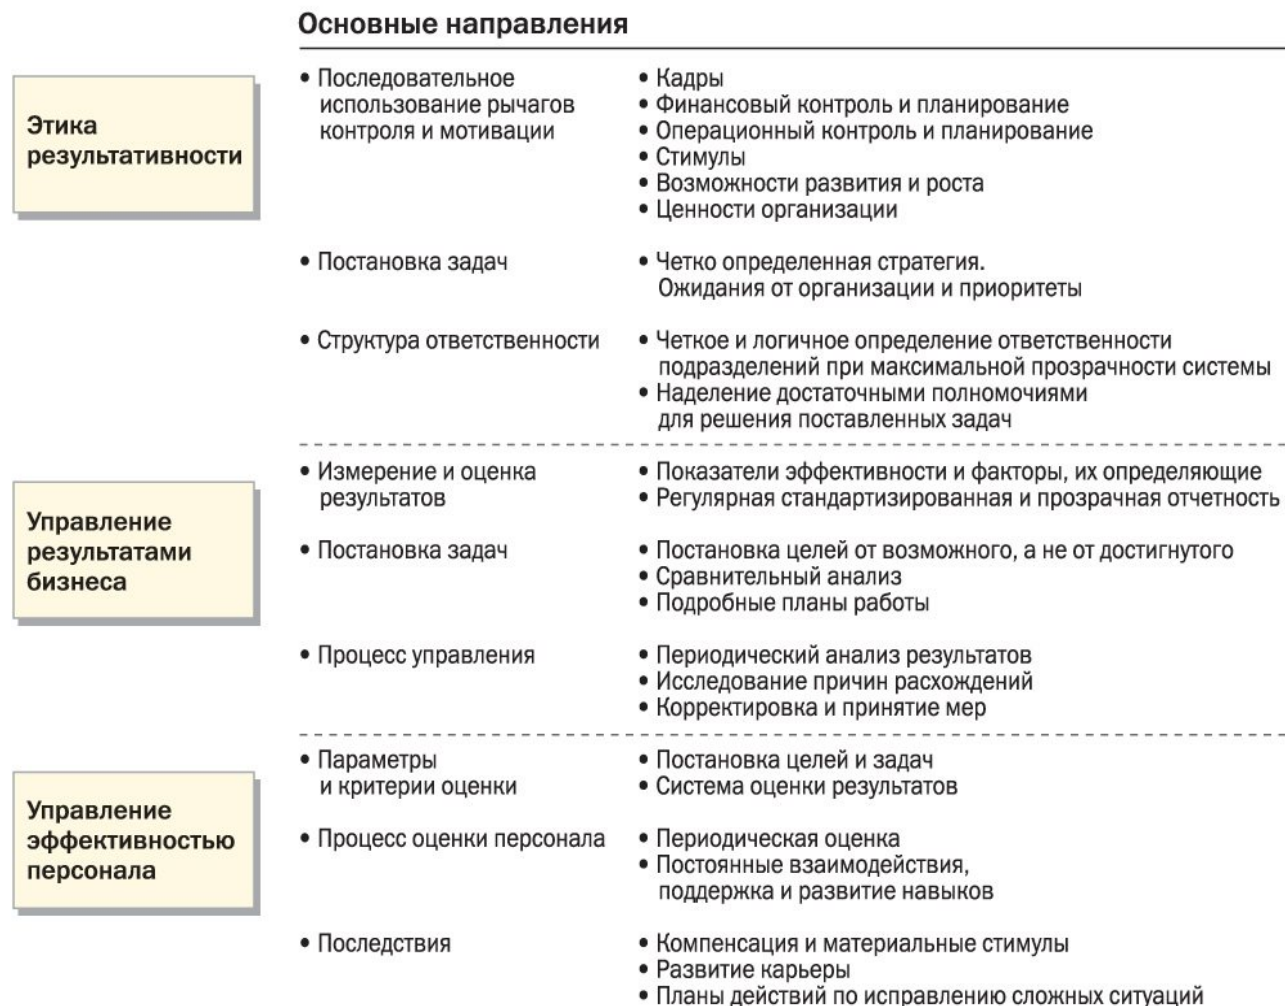 Основные направления
Этика
результативности
• Последовательное
использование рычагов
контроля и мотивации
• Кадры
• Финансовый контроль и планирование
• Операционный контроль и планирование
• Стимулы
• Возможности развития и роста
• Ценности организации
• Постановка задач
• Четко определенная стратегия.
Ожидания от организации и приоритеты
• Структура ответственности
• Четкое и логичное определение ответственности
подразделений при максимальной прозрачности системы
• Наделение достаточными полномочиями
для решения поставленных задач
Управление
результатами
бизнеса
• Измерение и оценка
результатов
• Показатели эффективности и факторы, их определяющие
• Регулярная стандартизированная и прозрачная отчетность
• Постановка задач
• Постановка целей от возможного, а не от достигнутого
• Сравнительный анализ
• Подробные планы работы
• Процесс управления
• Периодический анализ результатов
• Исследование причин расхождений
• Корректировка и принятие мер
Управление
эффективностью
персонала
• Параметры
и критерии оценки
• Постановка целей и задач
• Система оценки результатов
• Процесс оценки персонала
• Периодическая оценка
• Постоянные взаимодействия,
поддержка и развитие навыков
• Последствия
• Компенсация и материальные стимулы
• Развитие карьеры
• Планы действий по исправлению сложных ситуаций